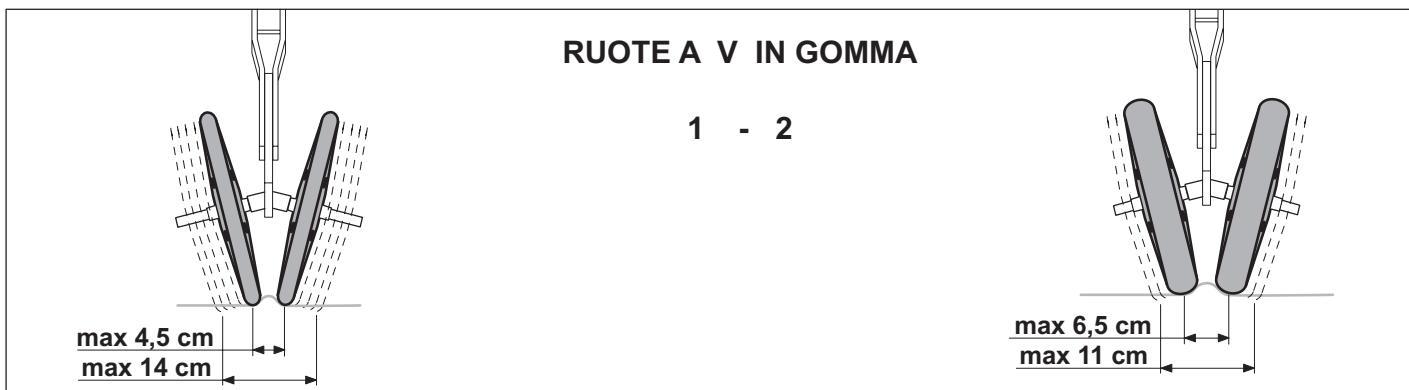 RUOTE A V IN GOMMA
1 - 2
max 4,5 cm
max 14 cm
max 6,5 cm
max 11 cm